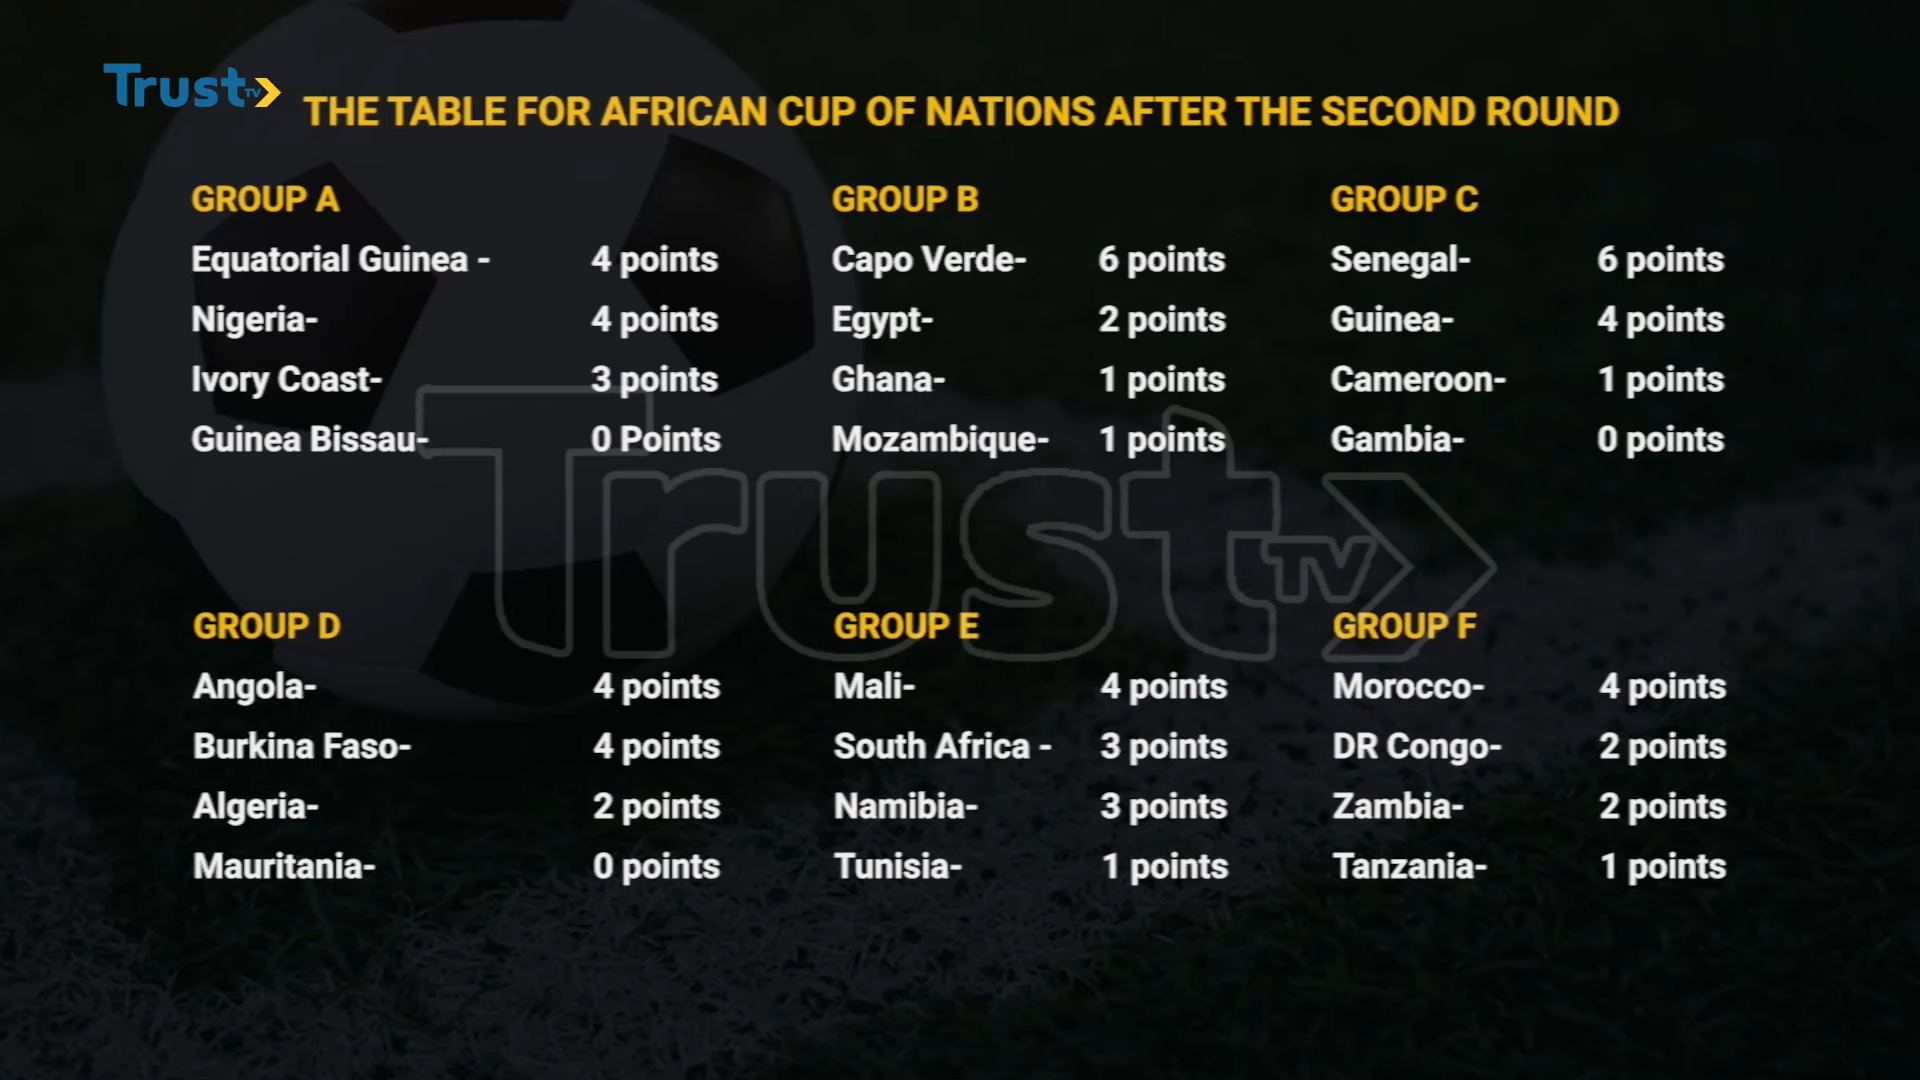 Trust TV
THE TABLE FOR AFRICAN CUP OF NATIONS AFTER THE SECOND ROUND
GROUP A
Equatorial Guinea - 4 points
Nigeria- 4 points
Ivory Coast- 3 points
Guinea Bissau- 0 Points
GROUP B
Capo Verde- 6 points
Egypt- 2 points
Ghana- 1 points
Mozambique- 1 points
GROUP C
Senegal- 6 points
Guinea- 4 points
Cameroon- 1 points
Gambia- 0 points
Trust TV
GROUP D
Angola- 4 points
Burkina Faso- 4 points
Algeria- 2 points
Mauritania- 0 points
GROUP E
Mali- 4 points
South Africa - 3 points
Namibia- 3 points
Tunisia- 1 points
GROUP F
Morocco- 4 points
DR Congo- 2 points
Zambia- 2 points
Tanzania- 1 points